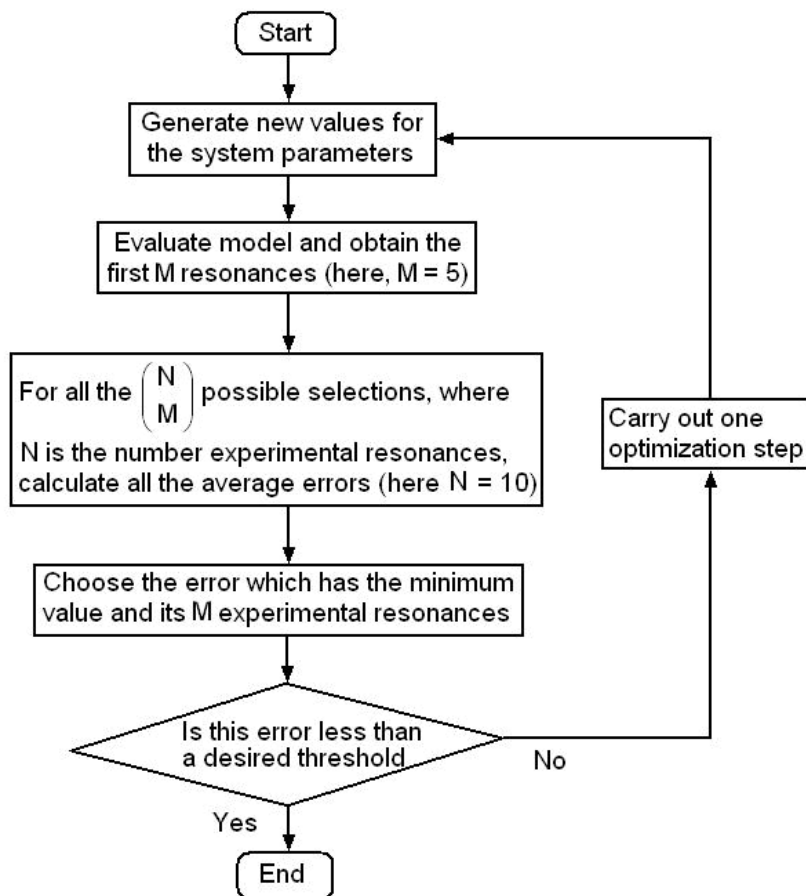 Start
Generate new values for
the system parameters
Evaluate model and obtain the
first M resonances (here, M = 5)
For all the (N M) possible selections, where
N is the number experimental resonances,
calculate all the average errors (here N = 10)
Carry out one
optimization step
Choose the error which has the minimum
value and its M experimental resonances
Is this error less than
a desired threshold
No
Yes
End